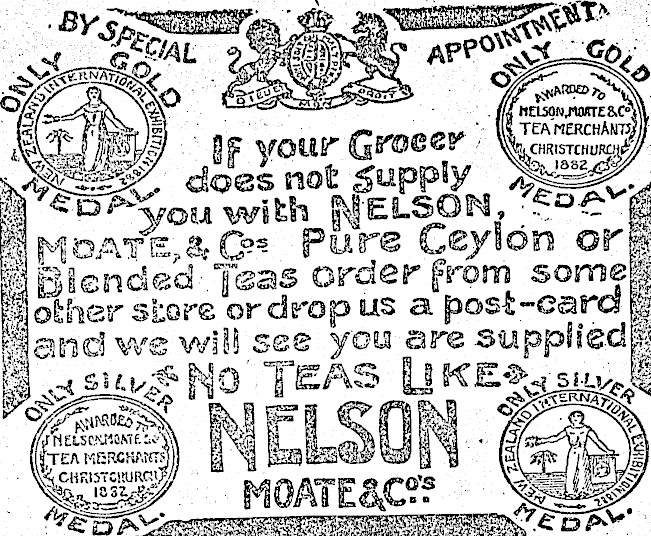 BY SPECIAL APPOINTMENT
DIEU ET MON DROIT
ONLY GOLD
NEW ZEALAND INTERNATIONAL EXHIBITION 1882
MEDAL.
ONLY GOLD
AWARDED TO
NELSON, MOATE & Co
TEA MERCHANTS
CHRISTCHURCH
1882
MEDAL.
If your Grocer
does not supply
you with NELSON,
MOATE, & Cos Pure Ceylon or
Blended Teas order from some
other store or drop us a post-card
and we will see you are supplied
NO TEAS LIKE
NELSON
MOATE & Co's
ONLY SILVER
AWARDED TO
NELSON, MOATE & Co
TEA MERCHANTS
CHRISTCHURCH
1882
MEDAL.
ONLY SILVER
NEW ZEALAND INTERNATIONAL EXHIBITION 1882
MEDAL.